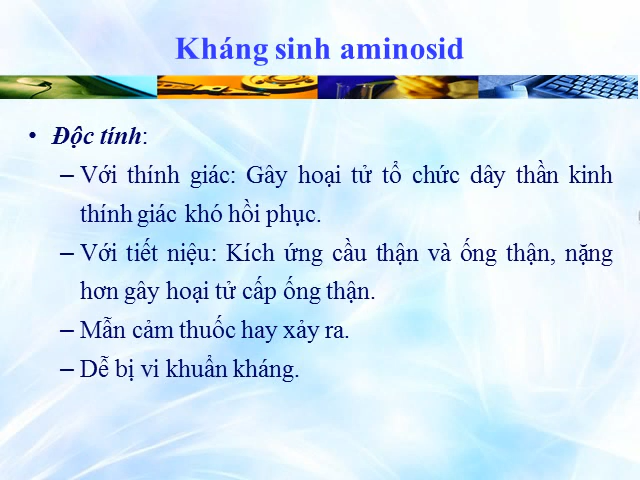 Kháng sinh aminosid
• Độc tính:
– Với thính giác: Gây hoại tử tổ chức dây thần kinh
thính giác khó hồi phục.
– Với tiết niệu: Kích ứng cầu thận và ống thận, nặng
hơn gây hoại tử cấp ống thận.
– Mẫn cảm thuốc hay xảy ra.
– Dễ bị vi khuẩn kháng.